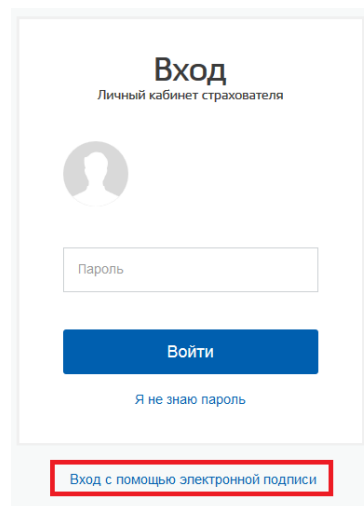 Вход
Личный кабинет страхователя
Пароль
Войти
Я не знаю пароль
Вход с помощью электронной подписи